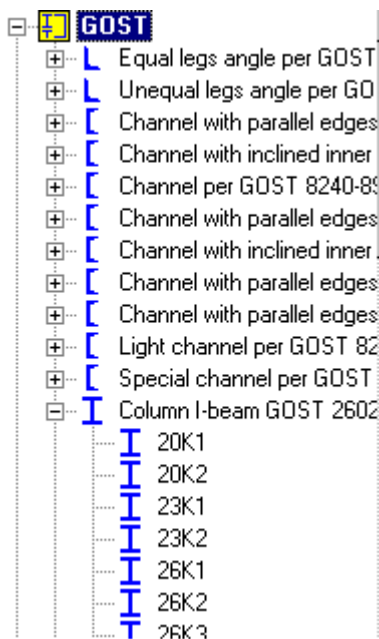 GOST
Equal legs angle per GOST
Unequal legs angle per GO
Channel with parallel edges
Channel with inclined inner
Channel per GOST 8240-89
Channel with parallel edges
Channel with inclined inner
Channel with parallel edges
Channel with parallel edges
Light channel per GOST 82
Special channel per GOST
Column I-beam GOST 2602
20K1
20K2
23K1
23K2
26K1
26K2
26K3